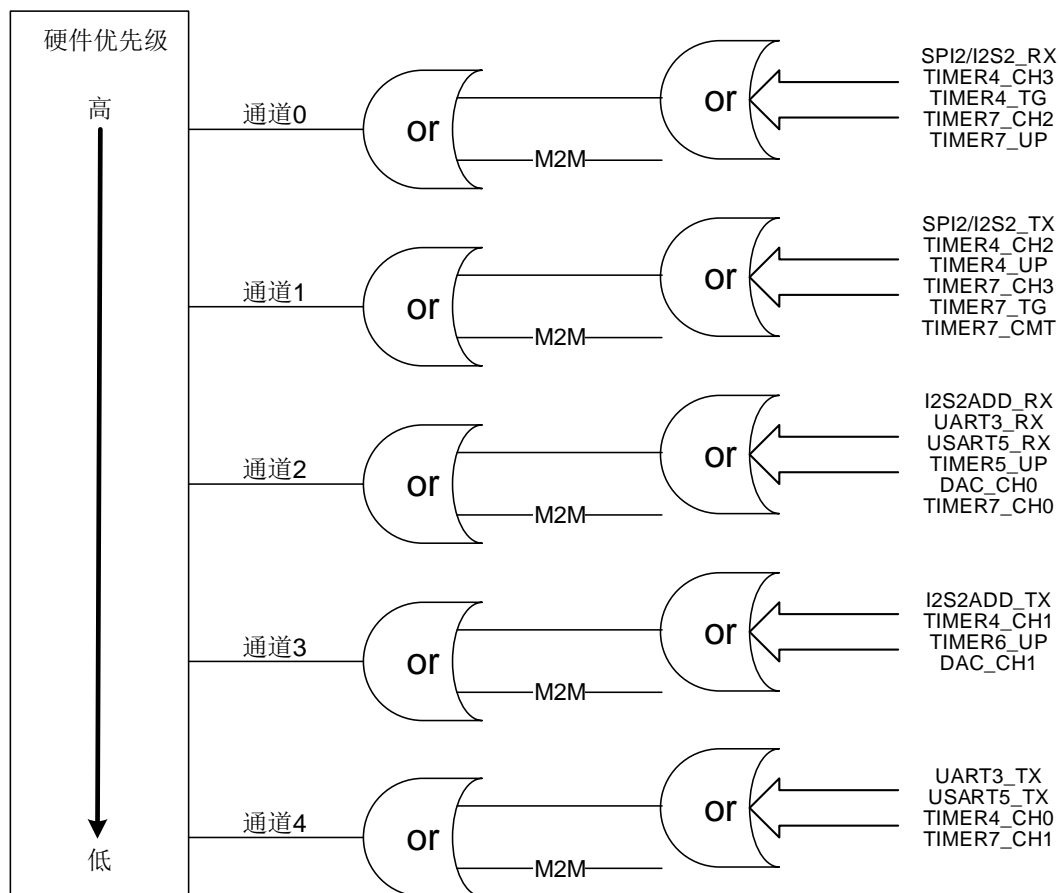 硬件优先级
高
低
通道0
or
M2M
or
SPI2/I2S2_RX
TIMER4_CH3
TIMER4_TG
TIMER7_CH2
TIMER7_UP
通道1
or
M2M
or
SPI2/I2S2_TX
TIMER4_CH2
TIMER4_UP
TIMER7_CH3
TIMER7_TG
TIMER7_CMT
通道2
or
M2M
or
I2S2ADD_RX
UART3_RX
USART5_RX
TIMER5_UP
DAC_CH0
TIMER7_CH0
通道3
or
M2M
or
I2S2ADD_TX
TIMER4_CH1
TIMER6_UP
DAC_CH1
通道4
or
M2M
or
UART3_TX
USART5_TX
TIMER4_CH0
TIMER7_CH1